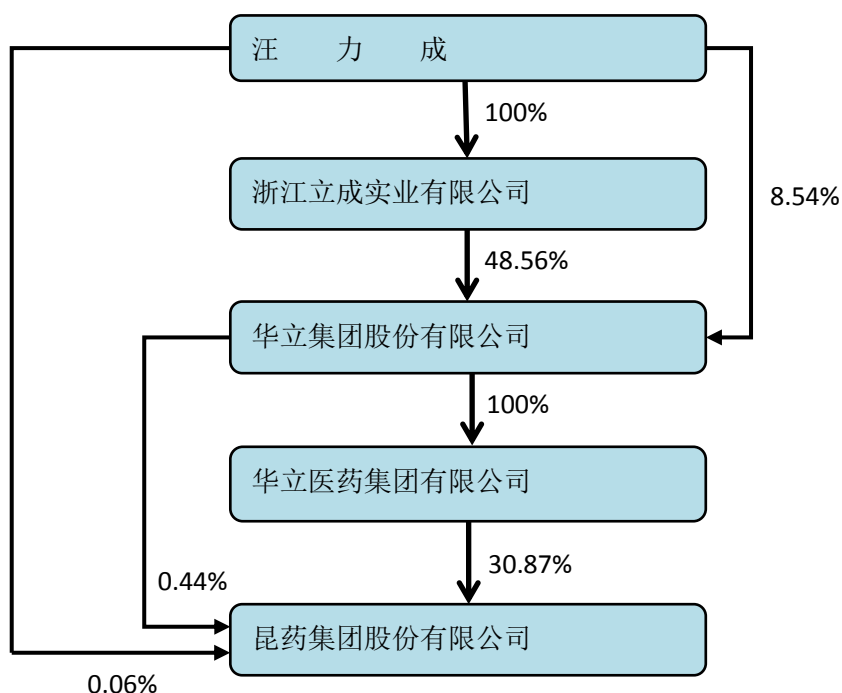 汪 力 成
100%
浙江立成实业有限公司
8.54%
48.56%
华立集团股份有限公司
100%
华立医药集团有限公司
30.87%
0.44%
昆药集团股份有限公司
0.06%